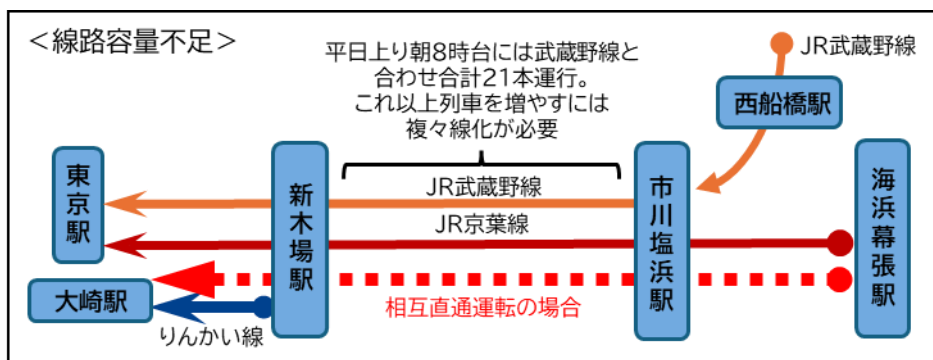 ＜線路容量不足＞
平日上り朝8時台には武蔵野線と
合わせ合計21本運行。
これ以上列車を増やすには
複々線化が必要
JR武蔵野線
西船橋駅
東京駅
新木場駅
市川塩浜駅
海浜幕張駅
JR武蔵野線
JR京葉線
大崎駅
相互直通運転の場合
りんかい線